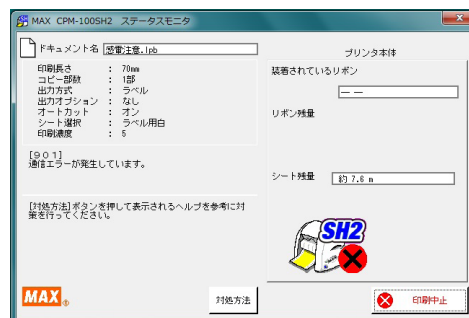 MAX CPM-100SH2 ステータスモニタ
ドキュメント名 感電注意.lpb
印刷長さ : 70mm
コピー部数 : 1部
出力方式 : ラベル
出力オプション : なし
オートカット : オン
シート選択 : ラベル用白
印刷濃度 : 5
[901]
通信エラーが発生しています。
[対処方法]ボタンを押して表示されるヘルプを参考に対
策を行ってください。
MAX®
対処方法
プリンタ本体
装着されているリボン
— —
リボン残量
シート残量 約 7.6 m
SH2
印刷中止